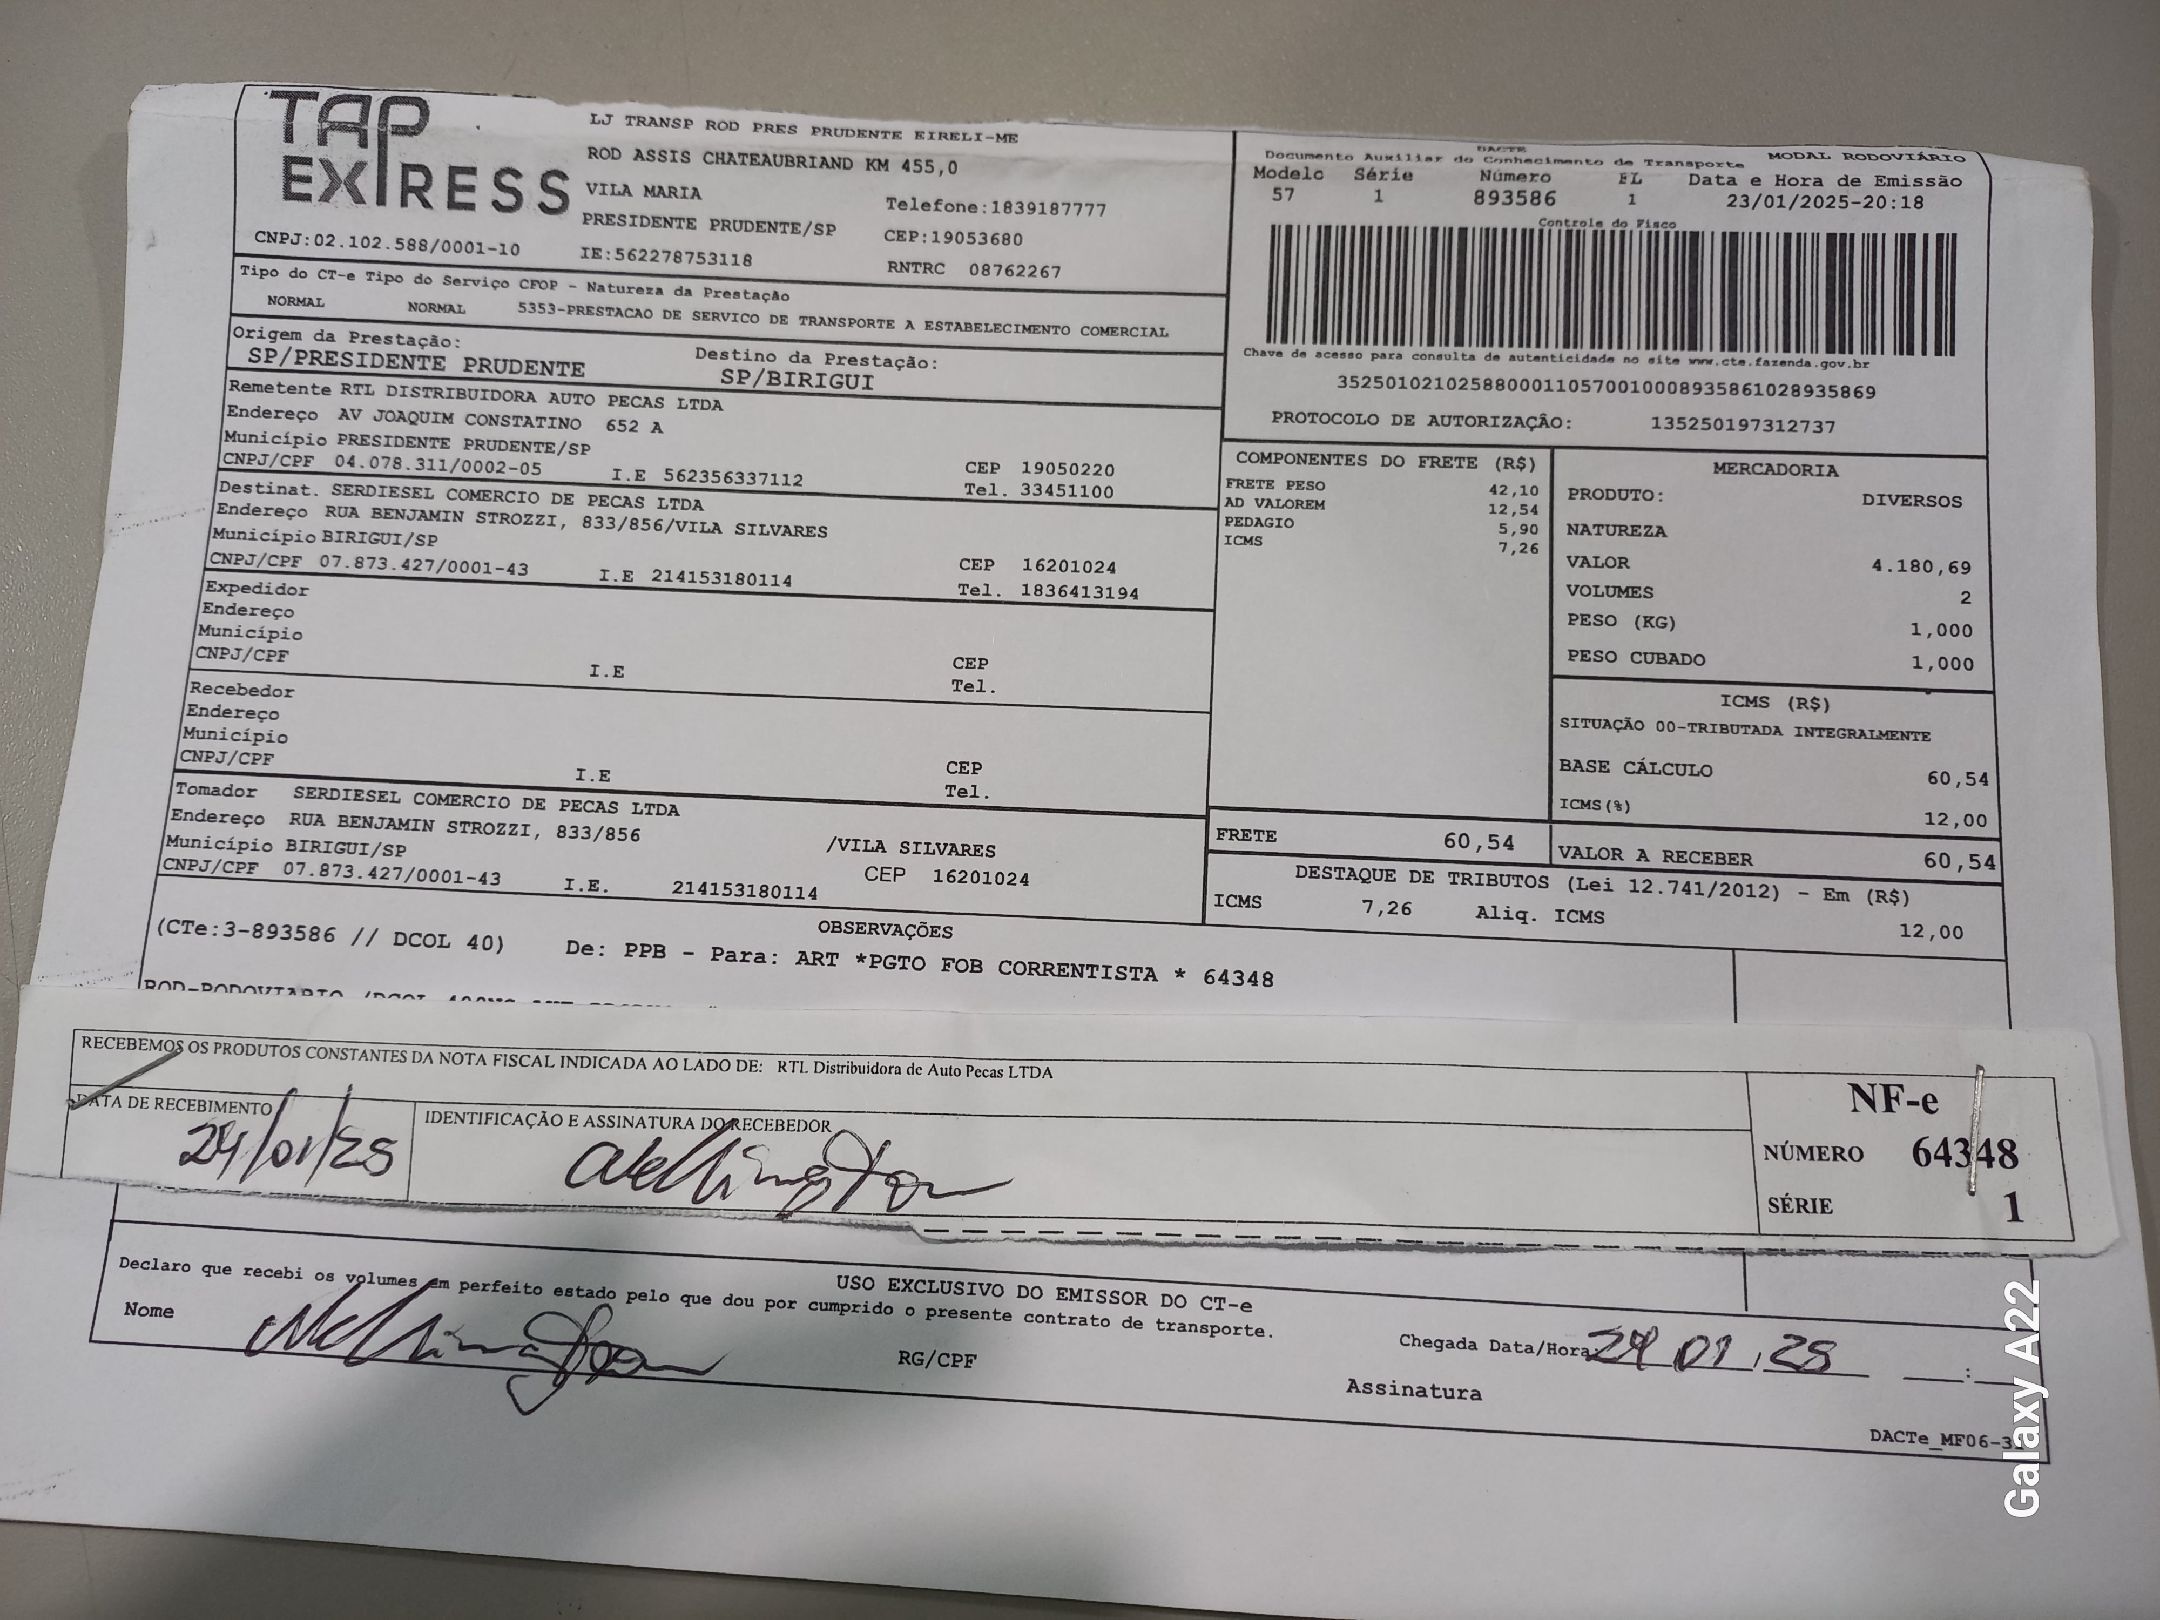 TAP EXPRESS
LJ TRANSP ROD PRES PRUDENTE EIRELI-ME
ROD ASSIS CHATEAUBRIAND KM 455,0
VILA MARIA
Telefone:1839187777
PRESIDENTE PRUDENTE/SP
CEP:19053680
CNPJ:02.102.588/0001-10
IE:562278753118
RNTRC 08762267
DACTE
Documento Auxiliar do Conhecimento de Transporte MODAL RODOVIÁRIO
Modelo Série Número FL Data e Hora de Emissão
57 1 893586 1 23/01/2025-20:18
Controle do Fisco
Chave de acesso para consulta de autenticidade no site www.cte.fazenda.gov.br
35250102102588000110570010008935861028935869
PROTOCOLO DE AUTORIZAÇÃO: 135250197312737
Tipo do CT-e Tipo do Serviço CFOP - Natureza da Prestação
NORMAL NORMAL 5353-PRESTACAO DE SERVICO DE TRANSPORTE A ESTABELECIMENTO COMERCIAL
Origem da Prestação: Destino da Prestação:
SP/PRESIDENTE PRUDENTE SP/BIRIGUI
Remetente RTL DISTRIBUIDORA AUTO PECAS LTDA
Endereço AV JOAQUIM CONSTATINO 652 A
Município PRESIDENTE PRUDENTE/SP CEP 19050220
CNPJ/CPF 04.078.311/0002-05 I.E 562356337112 Tel. 33451100
Destinat. SERDIESEL COMERCIO DE PECAS LTDA
Endereço RUA BENJAMIN STROZZI, 833/856/VILA SILVARES
Município BIRIGUI/SP CEP 16201024
CNPJ/CPF 07.873.427/0001-43 I.E 214153180114 Tel. 1836413194
Expedidor
Endereço
Município CEP
CNPJ/CPF I.E Tel.
Recebedor
Endereço
Município CEP
CNPJ/CPF I.E Tel.
Tomador SERDIESEL COMERCIO DE PECAS LTDA
Endereço RUA BENJAMIN STROZZI, 833/856 /VILA SILVARES
Município BIRIGUI/SP CEP 16201024
CNPJ/CPF 07.873.427/0001-43 I.E. 214153180114
COMPONENTES DO FRETE (R$)
FRETE PESO 42,10
AD VALOREM 12,54
PEDAGIO 5,90
ICMS 7,26
MERCADORIA
PRODUTO: DIVERSOS
NATUREZA
VALOR 4.180,69
VOLUMES 2
PESO (KG) 1,000
PESO CUBADO 1,000
ICMS (R$)
SITUAÇÃO 00-TRIBUTADA INTEGRALMENTE
BASE CÁLCULO 60,54
ICMS(%) 12,00
FRETE 60,54
VALOR A RECEBER 60,54
DESTAQUE DE TRIBUTOS (Lei 12.741/2012) - Em (R$)
ICMS 7,26 Aliq. ICMS 12,00
OBSERVAÇÕES
(CTe:3-893586 // DCOL 40) De: PPB - Para: ART *PGTO FOB CORRENTISTA * 64348
RECEBEMOS OS PRODUTOS CONSTANTES DA NOTA FISCAL INDICADA AO LADO DE: RTL Distribuidora de Auto Pecas LTDA
DATA DE RECEBIMENTO
24/01/25
IDENTIFICAÇÃO E ASSINATURA DO RECEBEDOR
Wellington
NF-e
NÚMERO 64348
SÉRIE 1
USO EXCLUSIVO DO EMISSOR DO CT-e
Declaro que recebi os volumes em perfeito estado pelo que dou por cumprido o presente contrato de transporte.
Nome Wellington RG/CPF Chegada Data/Hora: 24 01 25 :
Assinatura
DACTe_MF06-
Galaxy A22